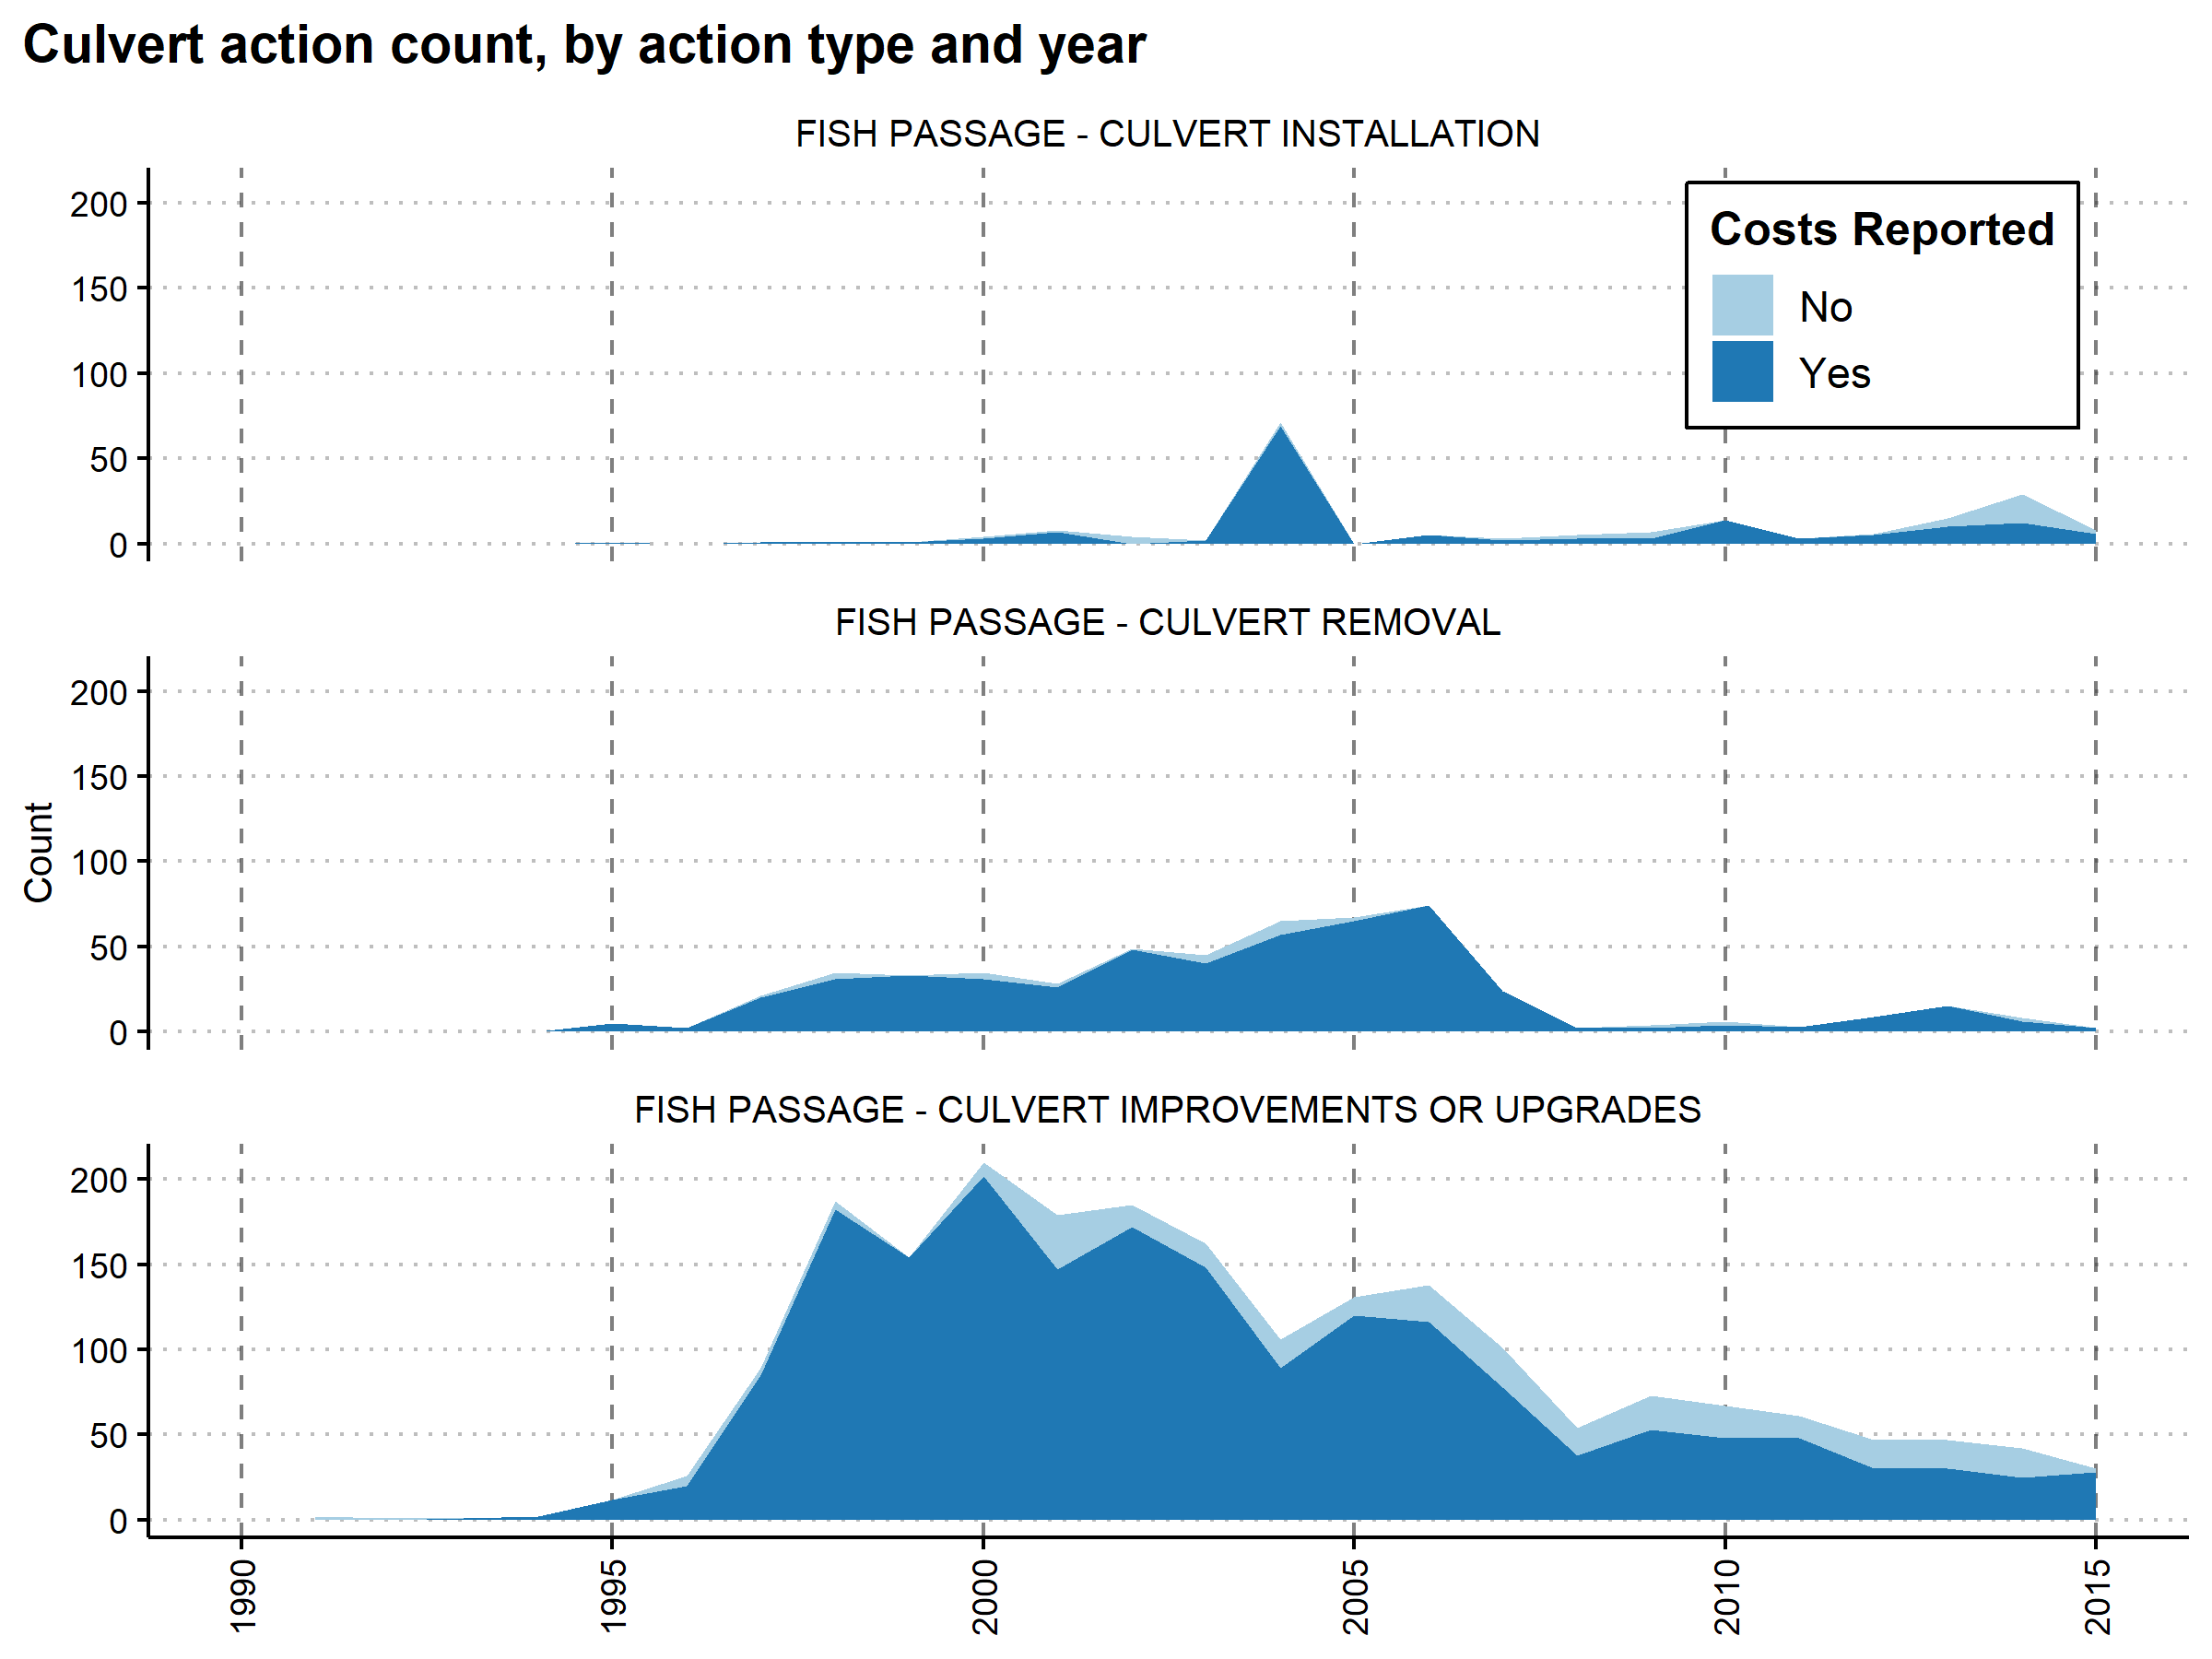 Culvert action count, by action type and year
FISH PASSAGE - CULVERT INSTALLATION
200
150
100
50
0
Costs Reported
No
Yes
FISH PASSAGE - CULVERT REMOVAL
200
150
100
50
0
Count
FISH PASSAGE - CULVERT IMPROVEMENTS OR UPGRADES
200
150
100
50
0
1990
1995
2000
2005
2010
2015